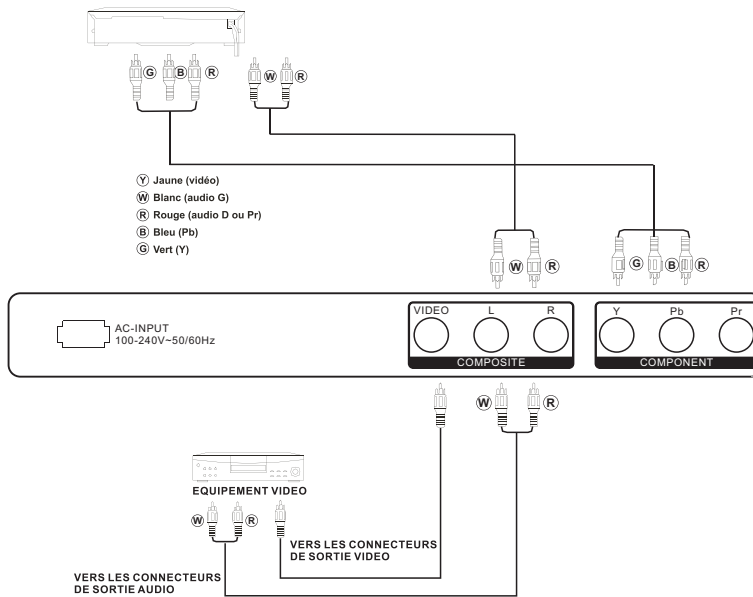 G B R W R
Y Jaune (vidéo)
W Blanc (audio G)
R Rouge (audio D ou Pr)
B Bleu (Pb)
G Vert (Y)
W R G B R
VIDEO L R Y Pb Pr
AC-INPUT
100-240V~50/60Hz
COMPOSITE COMPONENT
W R
EQUIPEMENT VIDEO
W R
VERS LES CONNECTEURS
DE SORTIE VIDEO
VERS LES CONNECTEURS
DE SORTIE AUDIO